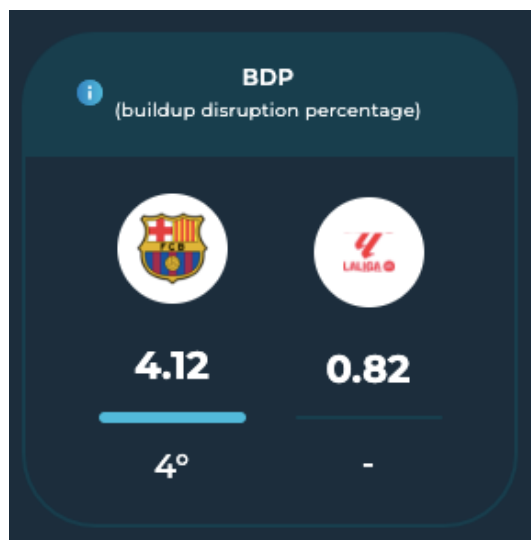 BDP
(buildup disruption percentage)
FCB
LALIGA
4.12
0.82
4°
-